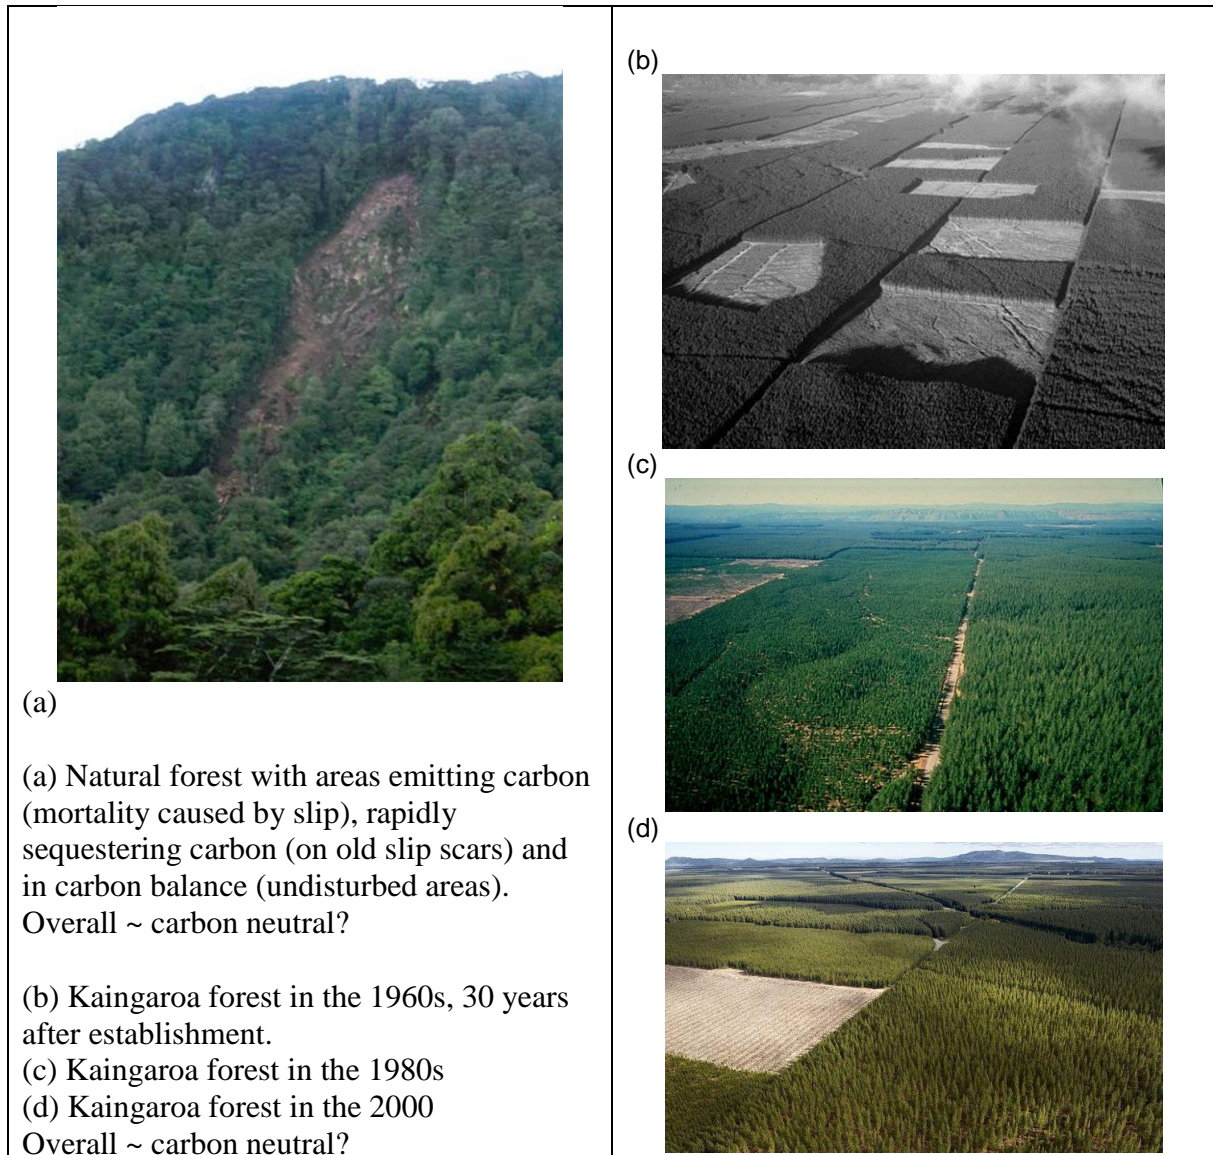 (a)
(a) Natural forest with areas emitting carbon
(mortality caused by slip), rapidly
sequestering carbon (on old slip scars) and
in carbon balance (undisturbed areas).
Overall ~ carbon neutral?
(b) Kaingaroa forest in the 1960s, 30 years
after establishment.
(c) Kaingaroa forest in the 1980s
(d) Kaingaroa forest in the 2000
Overall ~ carbon neutral?
(b)
(c)
(d)